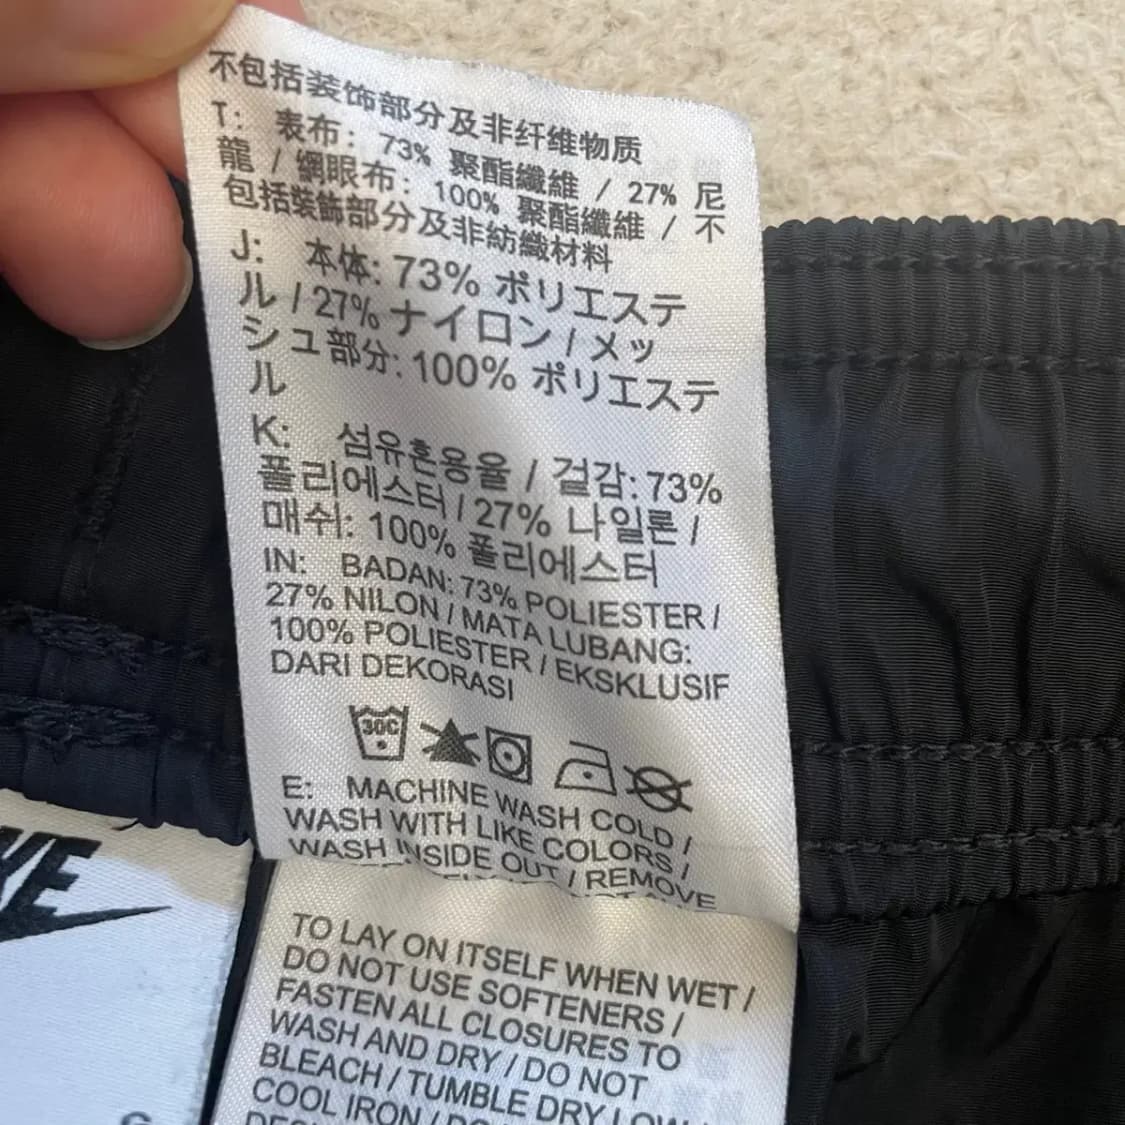 不包括装饰部分及非纤维物质
T: 表布: 73% 聚酯纖維 / 27% 尼
龍 / 網眼布: 100% 聚酯纖維 / 不
包括裝飾部分及非紡織材料
J: 本体: 73% ポリエステ
ル / 27% ナイロン / メッ
シュ部分: 100% ポリエステ
ル
K: 섬유혼용율 / 겉감: 73%
폴리에스터 / 27% 나일론 /
매쉬: 100% 폴리에스터
IN: BADAN: 73% POLIESTER /
27% NILON / MATA LUBANG:
100% POLIESTER / EKSKLUSIF
DARI DEKORASI
30C
E: MACHINE WASH COLD /
WASH WITH LIKE COLORS /
WASH INSIDE OUT / REMOVE
TO LAY ON ITSELF WHEN WET /
DO NOT USE SOFTENERS /
FASTEN ALL CLOSURES TO
WASH AND DRY / DO NOT
BLEACH / TUMBLE DRY LOW /
COOL IRON /